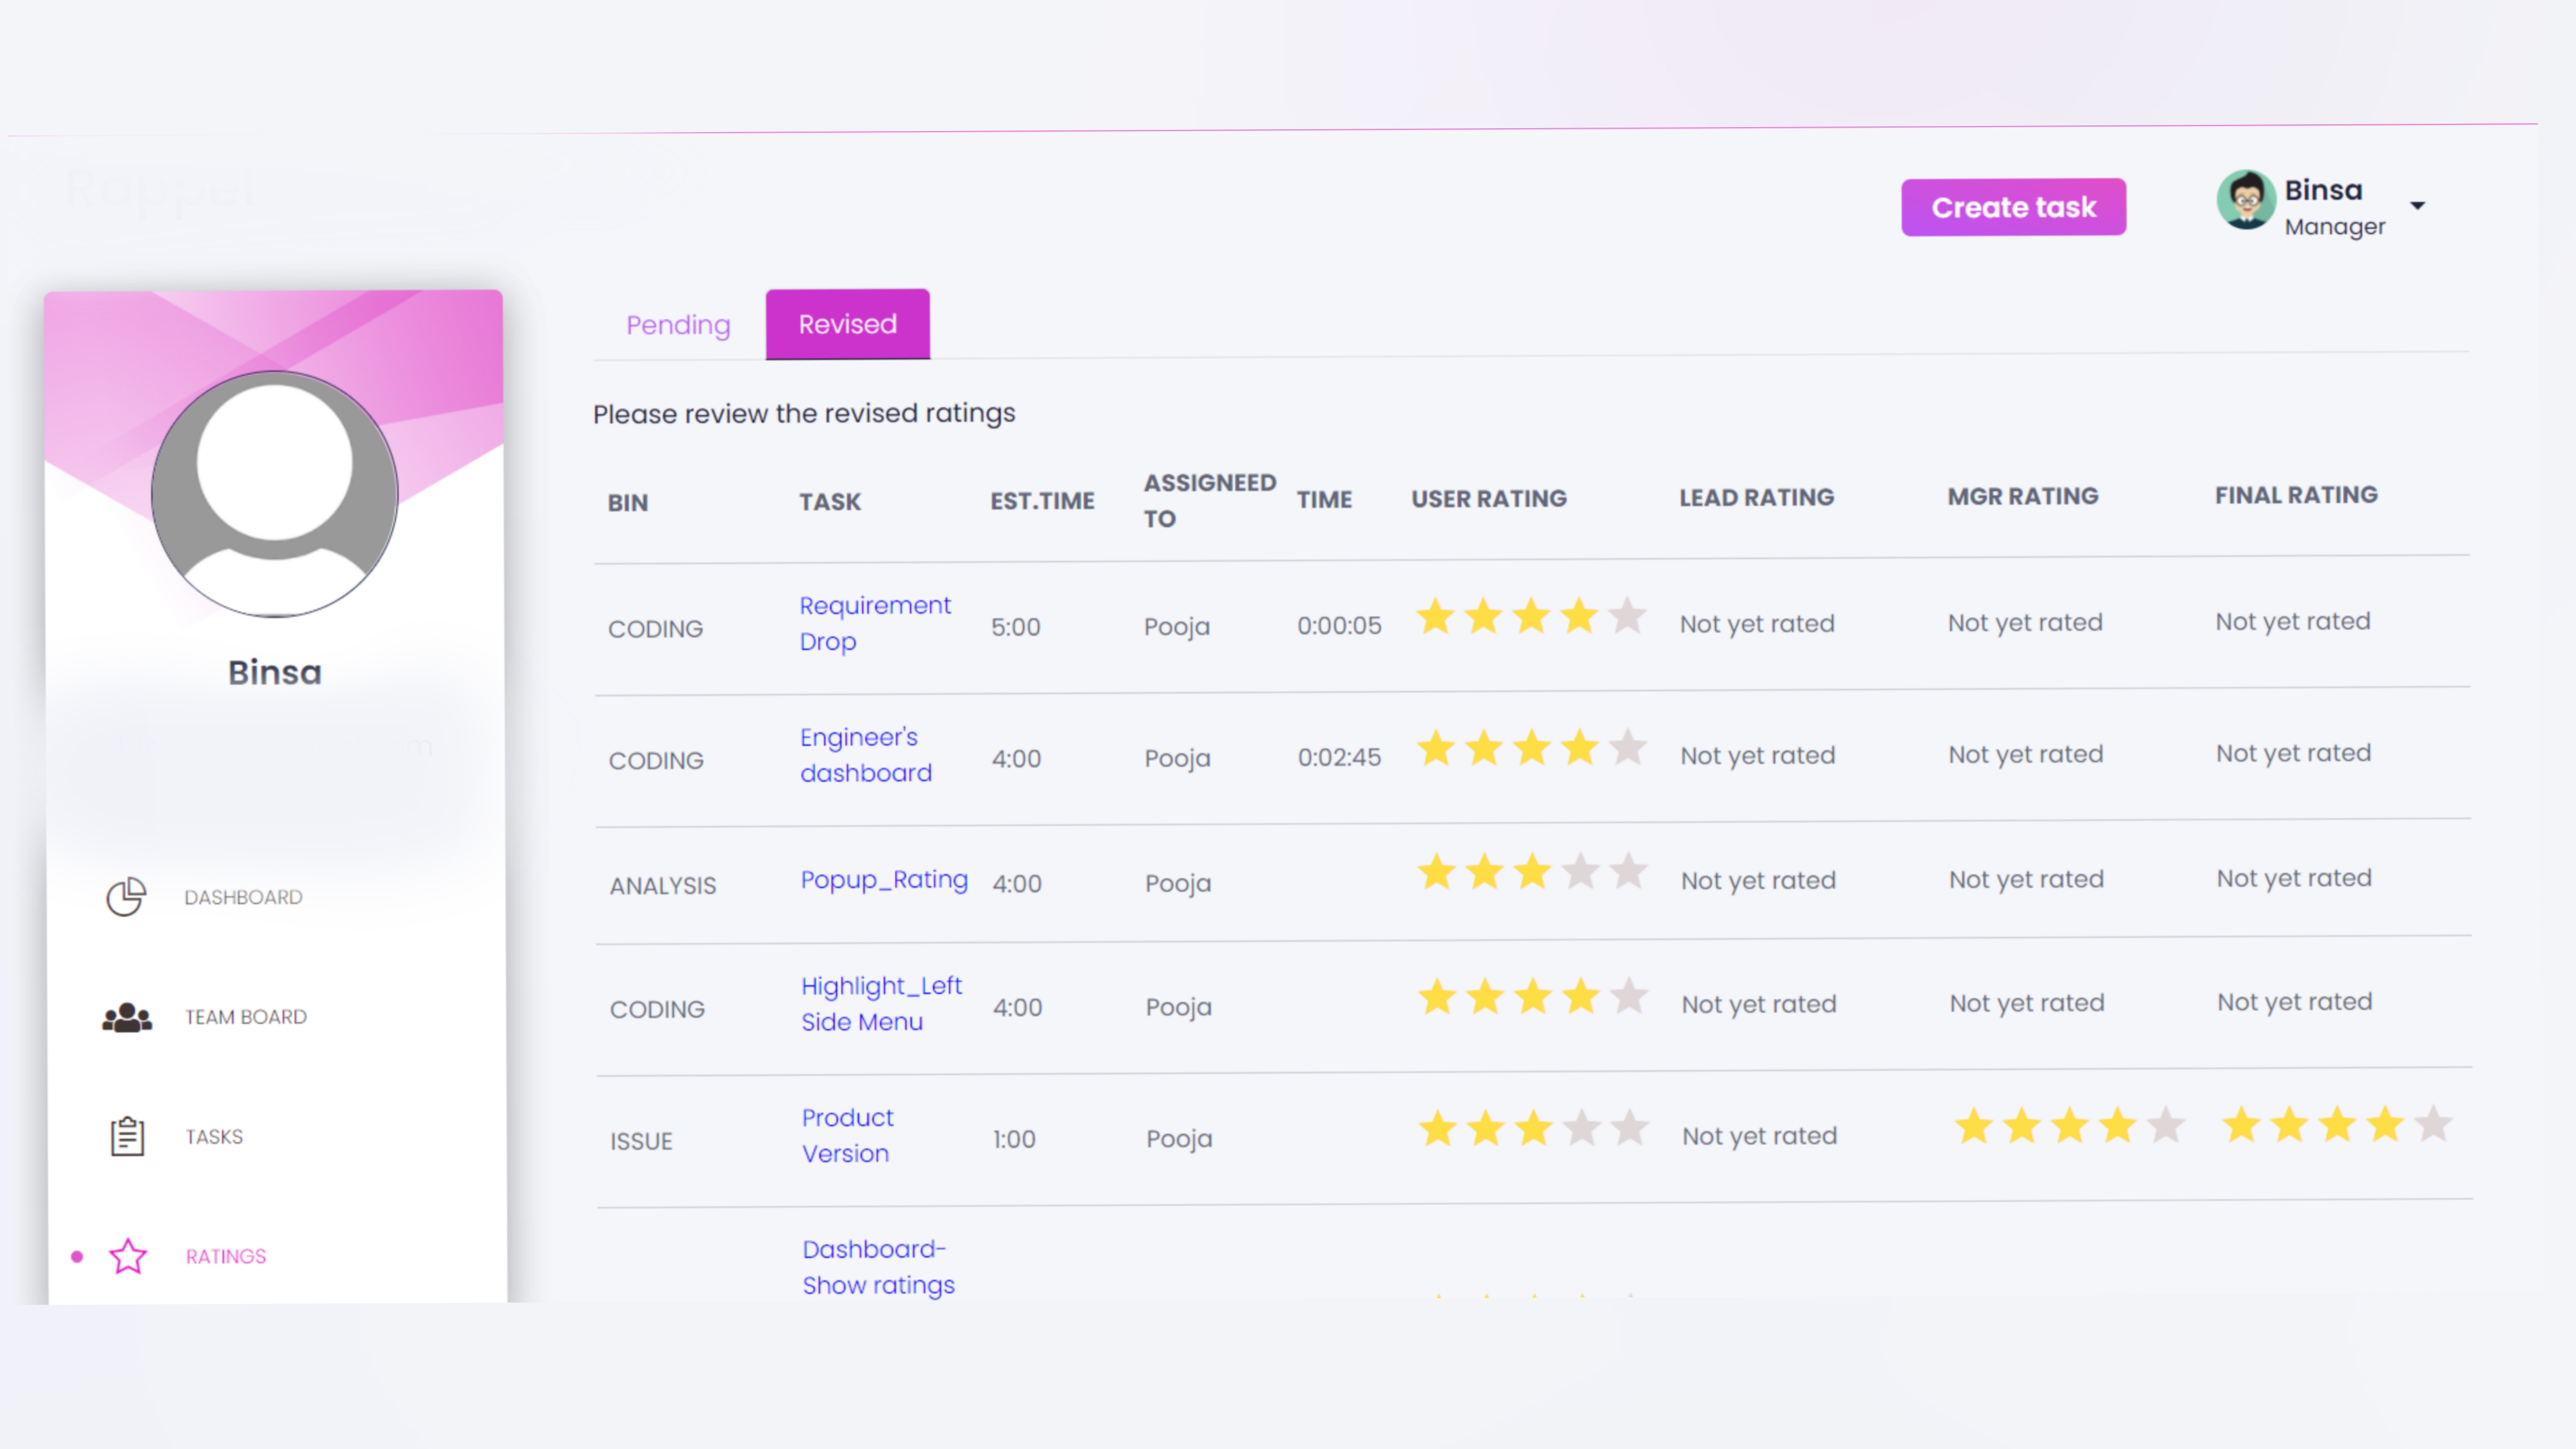 Rappel
Create task
Binsa
Manager
Pending
Revised
Please review the revised ratings
BIN TASK EST.TIME ASSIGNEED TO TIME USER RATING LEAD RATING MGR RATING FINAL RATING
CODING Requirement Drop 5:00 Pooja 0:00:05 Not yet rated Not yet rated Not yet rated
CODING Engineer's dashboard 4:00 Pooja 0:02:45 Not yet rated Not yet rated Not yet rated
ANALYSIS Popup_Rating 4:00 Pooja Not yet rated Not yet rated Not yet rated
CODING Highlight_Left Side Menu 4:00 Pooja Not yet rated Not yet rated Not yet rated
ISSUE Product Version 1:00 Pooja Not yet rated
Dashboard-
Show ratings
Binsa
DASHBOARD
TEAM BOARD
TASKS
RATINGS